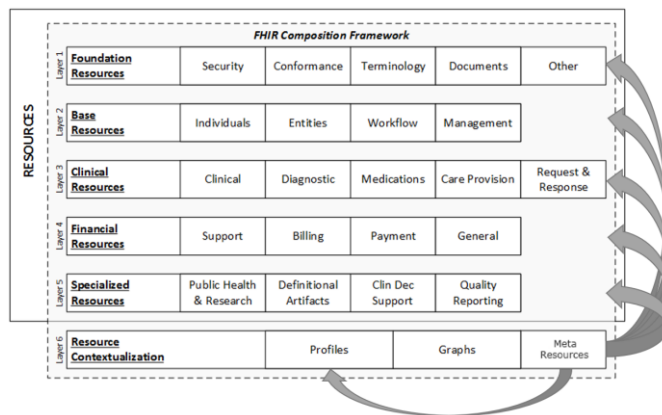 FHIR Composition Framework
RESOURCES
Layer 1
Foundation
Resources
Security
Conformance
Terminology
Documents
Other
Layer 2
Base
Resources
Individuals
Entities
Workflow
Management
Layer 3
Clinical
Resources
Clinical
Diagnostic
Medications
Care Provision
Request &
Response
Layer 4
Financial
Resources
Support
Billing
Payment
General
Layer 5
Specialized
Resources
Public Health
& Research
Definitional
Artifacts
Clin Dec
Support
Quality
Reporting
Layer 6
Resource
Contextualization
Profiles
Graphs
Meta
Resources